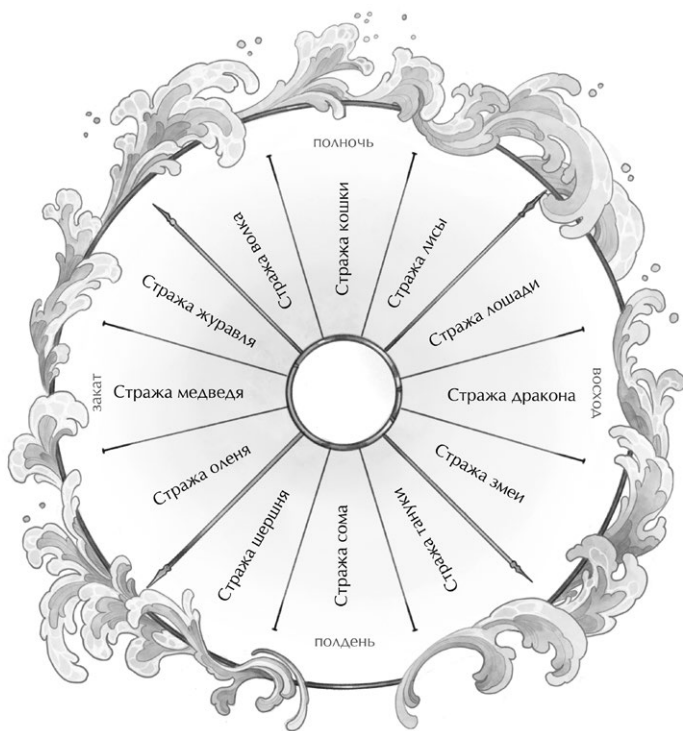 полночь
Стража кошки
Стража лисы
Стража лошади
восход
Стража дракона
Стража змеи
Стража тануки
полдень
Стража сома
Стража шершня
Стража оленя
закат
Стража медведя
Стража журавля
Стража волка